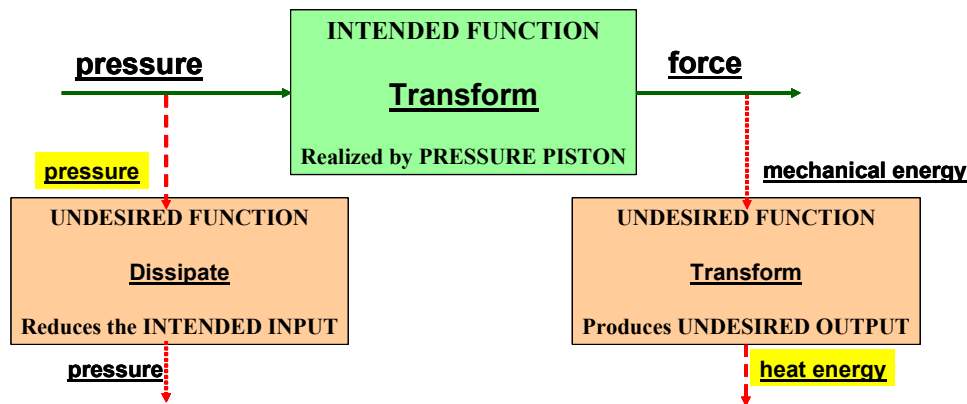 INTENDED FUNCTION
pressure
force
Transform
Realized by PRESSURE PISTON
pressure
mechanical energy
UNDESIRED FUNCTION
Dissipate
Reduces the INTENDED INPUT
UNDESIRED FUNCTION
Transform
Produces UNDESIRED OUTPUT
pressure
heat energy